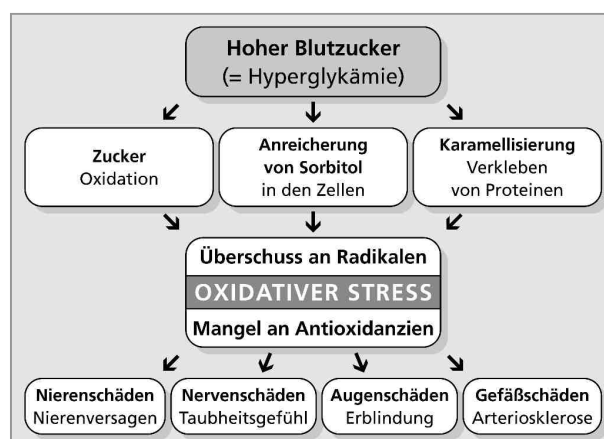 Hoher Blutzucker
(= Hyperglykämie)
Zucker
Oxidation
Anreicherung
von Sorbitol
in den Zellen
Karamellisierung
Verkleben
von Proteinen
Überschuss an Radikalen
OXIDATIVER STRESS
Mangel an Antioxidanzien
Nierenschäden
Nierenversagen
Nervenschäden
Taubheitsgefühl
Augenschäden
Erblindung
Gefäßschäden
Arteriosklerose